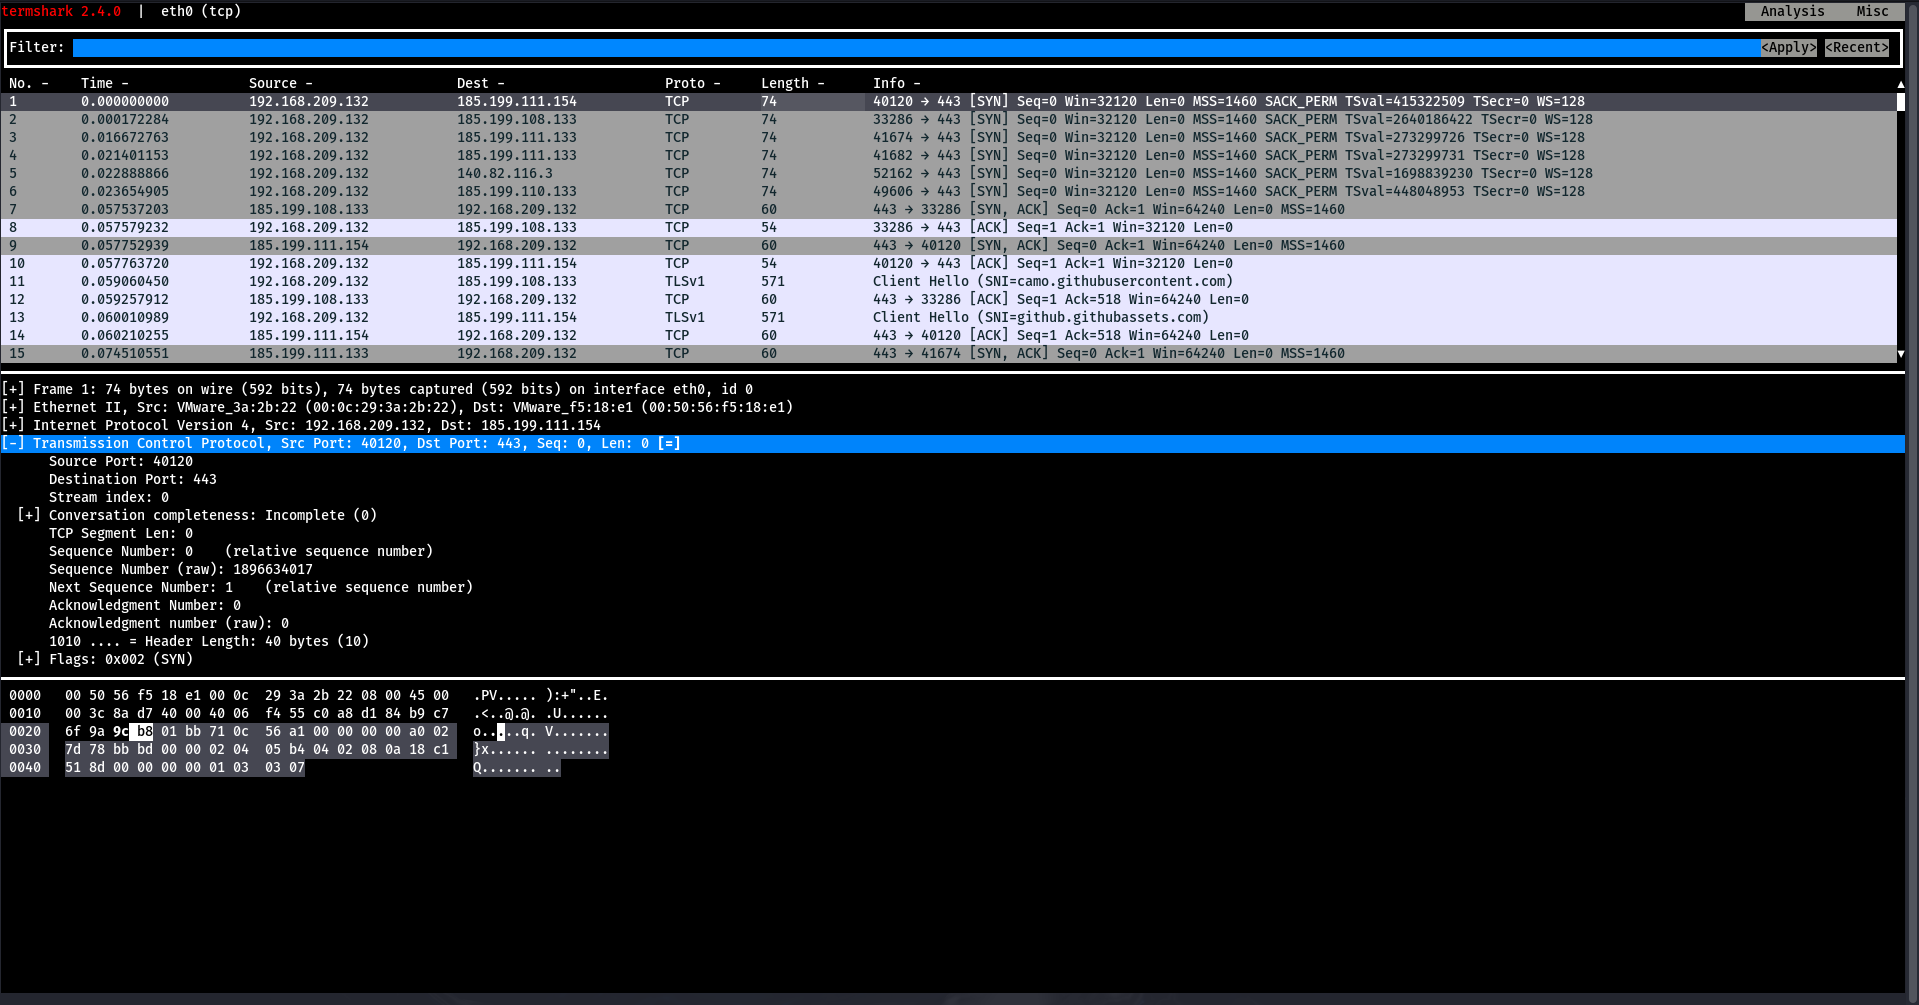 termshark 2.4.0 | eth0 (tcp) Analysis Misc
Filter: <Apply> <Recent>
No. - Time - Source - Dest - Proto - Length - Info -
1 0.000000000 192.168.209.132 185.199.111.154 TCP 74 40120 → 443 [SYN] Seq=0 Win=32120 Len=0 MSS=1460 SACK_PERM TSval=415322509 TSecr=0 WS=128
2 0.000172284 192.168.209.132 185.199.108.133 TCP 74 33286 → 443 [SYN] Seq=0 Win=32120 Len=0 MSS=1460 SACK_PERM TSval=2640186422 TSecr=0 WS=128
3 0.016672763 192.168.209.132 185.199.111.133 TCP 74 41674 → 443 [SYN] Seq=0 Win=32120 Len=0 MSS=1460 SACK_PERM TSval=273299726 TSecr=0 WS=128
4 0.021401153 192.168.209.132 185.199.111.133 TCP 74 41682 → 443 [SYN] Seq=0 Win=32120 Len=0 MSS=1460 SACK_PERM TSval=273299731 TSecr=0 WS=128
5 0.022888866 192.168.209.132 140.82.116.3 TCP 74 52162 → 443 [SYN] Seq=0 Win=32120 Len=0 MSS=1460 SACK_PERM TSval=1698839230 TSecr=0 WS=128
6 0.023654905 192.168.209.132 185.199.110.133 TCP 74 49606 → 443 [SYN] Seq=0 Win=32120 Len=0 MSS=1460 SACK_PERM TSval=448048953 TSecr=0 WS=128
7 0.057537203 185.199.108.133 192.168.209.132 TCP 60 443 → 33286 [SYN, ACK] Seq=0 Ack=1 Win=64240 Len=0 MSS=1460
8 0.057579232 192.168.209.132 185.199.108.133 TCP 54 33286 → 443 [ACK] Seq=1 Ack=1 Win=32120 Len=0
9 0.057752939 185.199.111.154 192.168.209.132 TCP 60 443 → 40120 [SYN, ACK] Seq=0 Ack=1 Win=64240 Len=0 MSS=1460
10 0.057763720 192.168.209.132 185.199.111.154 TCP 54 40120 → 443 [ACK] Seq=1 Ack=1 Win=32120 Len=0
11 0.059060450 192.168.209.132 185.199.108.133 TLSv1 571 Client Hello (SNI=camo.githubusercontent.com)
12 0.059257912 185.199.108.133 192.168.209.132 TCP 60 443 → 33286 [ACK] Seq=1 Ack=518 Win=64240 Len=0
13 0.060010989 192.168.209.132 185.199.111.154 TLSv1 571 Client Hello (SNI=github.githubassets.com)
14 0.060210255 185.199.111.154 192.168.209.132 TCP 60 443 → 40120 [ACK] Seq=1 Ack=518 Win=64240 Len=0
15 0.074510551 185.199.111.133 192.168.209.132 TCP 60 443 → 41674 [SYN, ACK] Seq=0 Ack=1 Win=64240 Len=0 MSS=1460
[+] Frame 1: 74 bytes on wire (592 bits), 74 bytes captured (592 bits) on interface eth0, id 0
[+] Ethernet II, Src: VMware_3a:2b:22 (00:0c:29:3a:2b:22), Dst: VMware_f5:18:e1 (00:50:56:f5:18:e1)
[+] Internet Protocol Version 4, Src: 192.168.209.132, Dst: 185.199.111.154
[-] Transmission Control Protocol, Src Port: 40120, Dst Port: 443, Seq: 0, Len: 0 [=]
Source Port: 40120
Destination Port: 443
Stream index: 0
[+] Conversation completeness: Incomplete (0)
TCP Segment Len: 0
Sequence Number: 0 (relative sequence number)
Sequence Number (raw): 1896634017
Next Sequence Number: 1 (relative sequence number)
Acknowledgment Number: 0
Acknowledgment number (raw): 0
1010 .... = Header Length: 40 bytes (10)
[+] Flags: 0x002 (SYN)
0000 00 50 56 f5 18 e1 00 0c 29 3a 2b 22 08 00 45 00 .PV..... ):+"..E.
0010 00 3c 8a d7 40 00 40 06 f4 55 c0 a8 d1 84 b9 c7 .<..@.@. .U......
0020 6f 9a 9c b8 01 bb 71 0c 56 a1 00 00 00 00 a0 02 o.....q. V.......
0030 7d 78 bb bd 00 00 02 04 05 b4 04 02 08 0a 18 c1 }x...... ........
0040 51 8d 00 00 00 00 01 03 03 07 Q....... ..